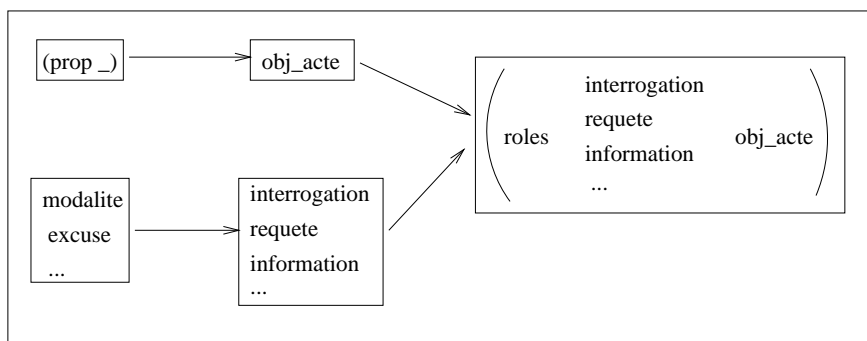 (prop _)
obj_acte
interrogation
requete
roles
information
obj_acte
...
modalite
excuse
...
interrogation
requete
information
...